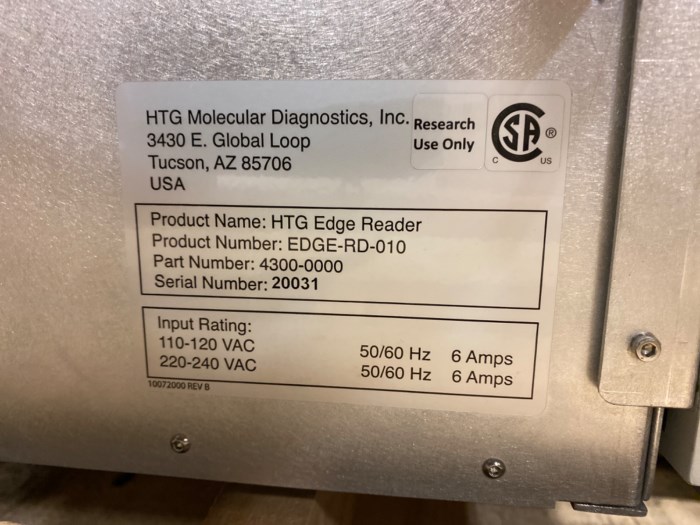 HTG Molecular Diagnostics, Inc.
3430 E. Global Loop
Tucson, AZ 85706
USA
Research
Use Only
CSA ®
C US
Product Name: HTG Edge Reader
Product Number: EDGE-RD-010
Part Number: 4300-0000
Serial Number: 20031
Input Rating:
110-120 VAC 50/60 Hz 6 Amps
220-240 VAC 50/60 Hz 6 Amps
10072000 REV B